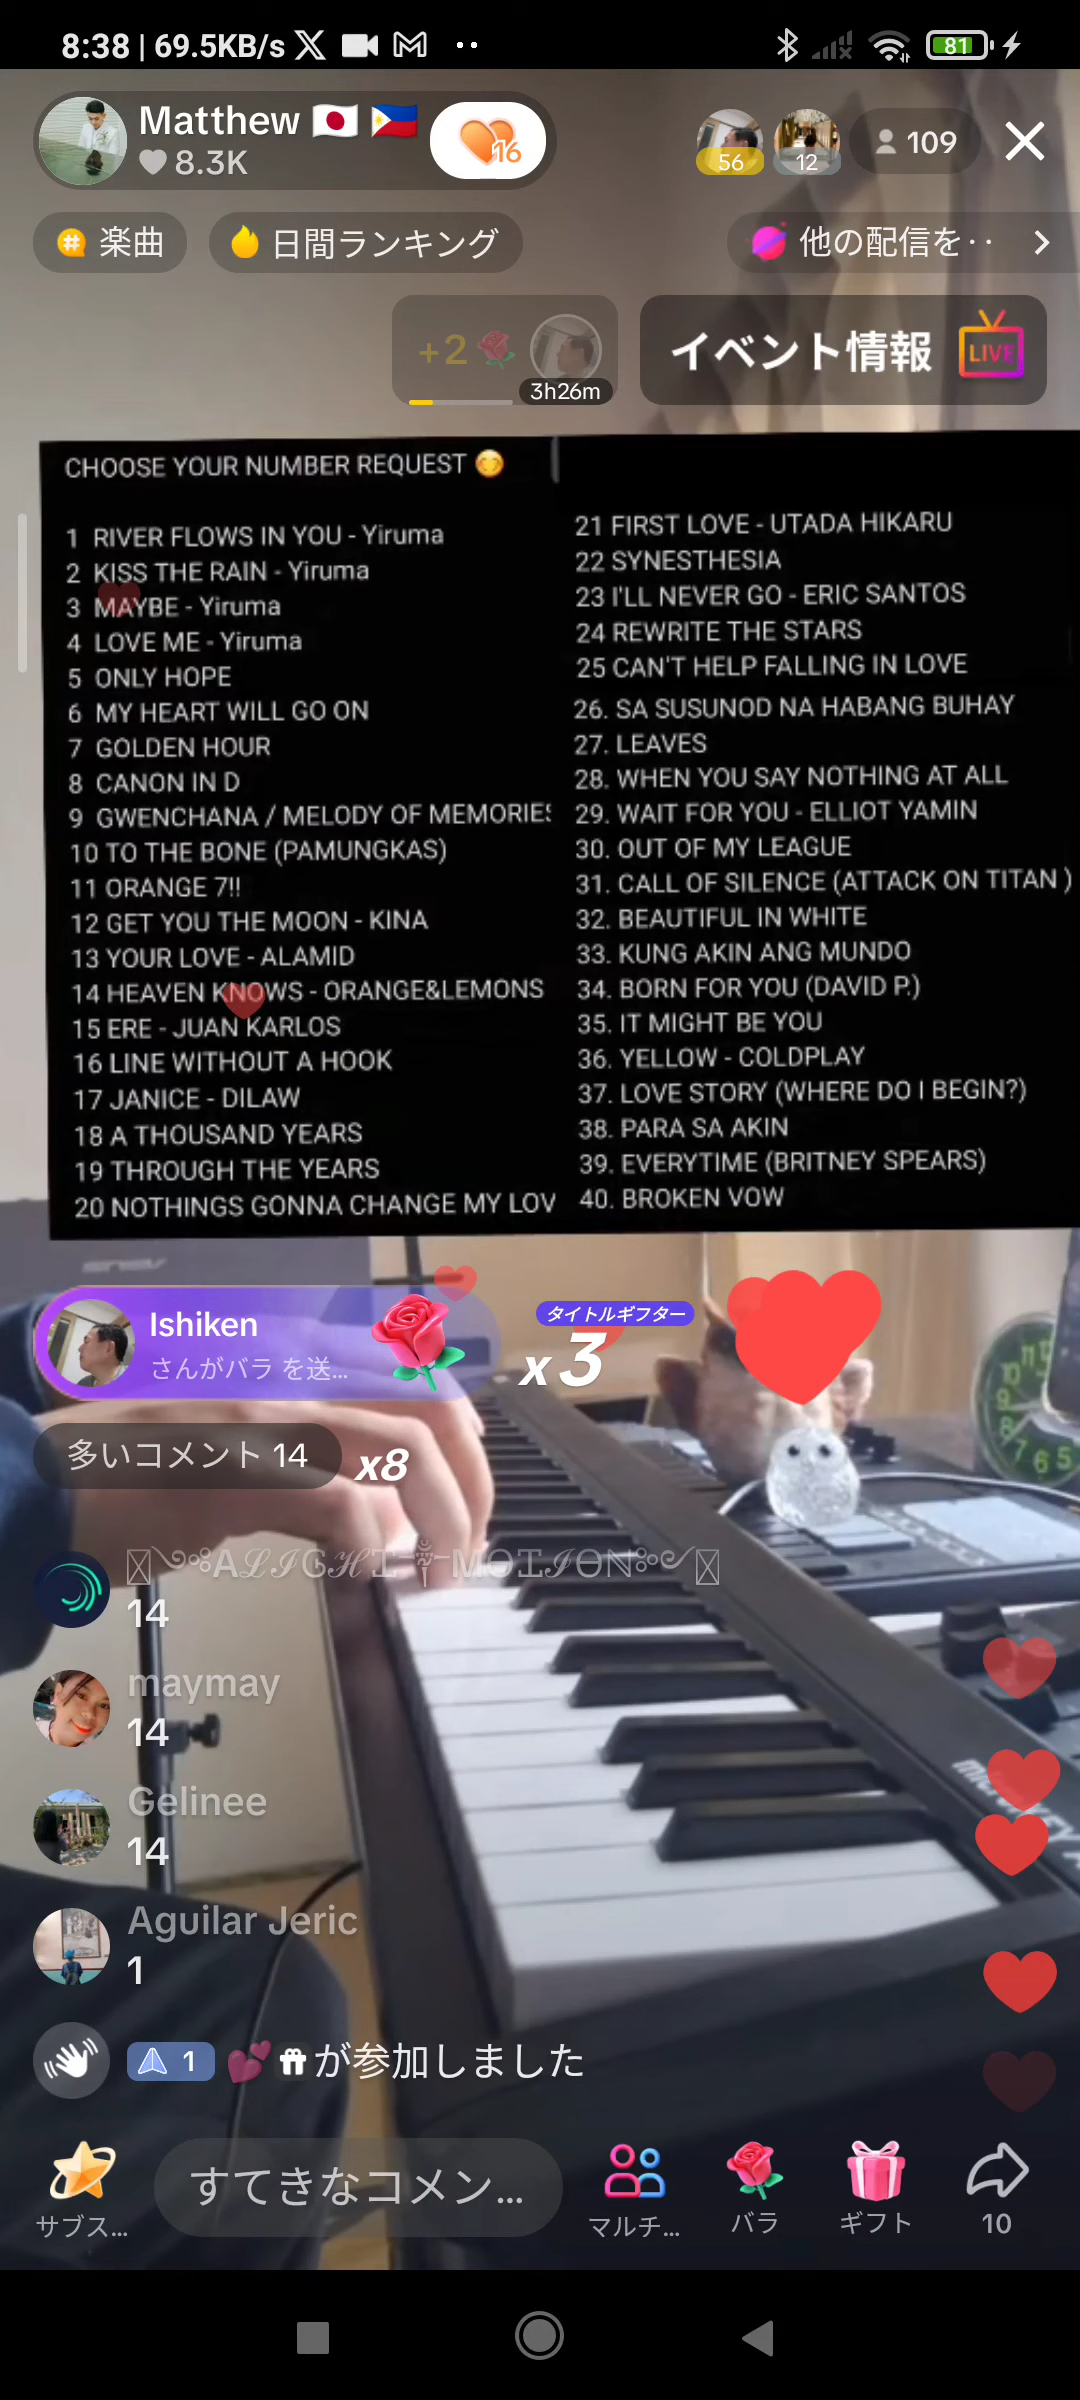 8:38 | 69.5KB/s
81
Matthew 🇯🇵 🇵🇭
8.3K
16
56
12
109
楽曲
日間ランキング
他の配信を‥
+2
3h26m
イベント情報
LIVE
CHOOSE YOUR NUMBER REQUEST 😊
1 RIVER FLOWS IN YOU - Yiruma
2 KISS THE RAIN - Yiruma
3 MAYBE - Yiruma
4 LOVE ME - Yiruma
5 ONLY HOPE
6 MY HEART WILL GO ON
7 GOLDEN HOUR
8 CANON IN D
9 GWENCHANA / MELODY OF MEMORIES
10 TO THE BONE (PAMUNGKAS)
11 ORANGE 7!!
12 GET YOU THE MOON - KINA
13 YOUR LOVE - ALAMID
14 HEAVEN KNOWS - ORANGE&LEMONS
15 ERE - JUAN KARLOS
16 LINE WITHOUT A HOOK
17 JANICE - DILAW
18 A THOUSAND YEARS
19 THROUGH THE YEARS
20 NOTHINGS GONNA CHANGE MY LOV
21 FIRST LOVE - UTADA HIKARU
22 SYNESTHESIA
23 I'LL NEVER GO - ERIC SANTOS
24 REWRITE THE STARS
25 CAN'T HELP FALLING IN LOVE
26. SA SUSUNOD NA HABANG BUHAY
27. LEAVES
28. WHEN YOU SAY NOTHING AT ALL
29. WAIT FOR YOU - ELLIOT YAMIN
30. OUT OF MY LEAGUE
31. CALL OF SILENCE (ATTACK ON TITAN )
32. BEAUTIFUL IN WHITE
33. KUNG AKIN ANG MUNDO
34. BORN FOR YOU (DAVID P.)
35. IT MIGHT BE YOU
36. YELLOW - COLDPLAY
37. LOVE STORY (WHERE DO I BEGIN?)
38. PARA SA AKIN
39. EVERYTIME (BRITNEY SPEARS)
40. BROKEN VOW
Ishiken
さんがバラ を送...
タイトルギフター
x3
多いコメント 14
x8
14
maymay
14
Gelinee
14
Aguilar Jeric
1
1 💕 が参加しました
サブス...
すてきなコメン...
マルチ...
バラ
ギフト
10